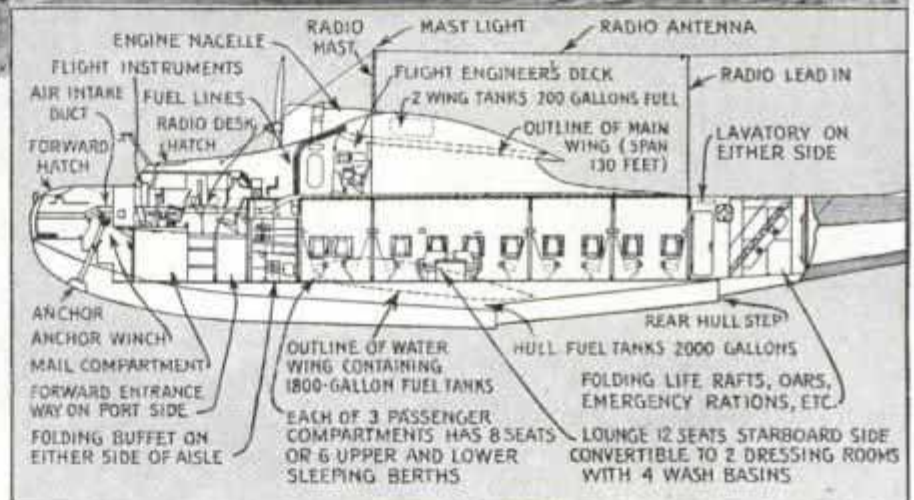 MAST LIGHT
RADIO
MAST
RADIO ANTENNA
ENGINE NACELLE
FLIGHT INSTRUMENTS
FLIGHT ENGINEER'S DECK
RADIO LEAD IN
AIR INTAKE
DUCT
FUEL LINES
2 WING TANKS 200 GALLONS FUEL
RADIO DESK
HATCH
OUTLINE OF MAIN
WING (SPAN
130 FEET)
LAVATORY ON
EITHER SIDE
FORWARD
HATCH
ANCHOR
ANCHOR WINCH
MAIL COMPARTMENT
FORWARD ENTRANCE
WAY ON PORT SIDE
FOLDING BUFFET ON
EITHER SIDE OF AISLE
OUTLINE OF WATER
WING CONTAINING
1800-GALLON FUEL TANKS
EACH OF 3 PASSENGER
COMPARTMENTS HAS 8 SEATS
OR 6 UPPER AND LOWER
SLEEPING BERTHS
REAR HULL STEP
HULL FUEL TANKS 2000 GALLONS
FOLDING LIFE RAFTS, OARS,
EMERGENCY RATIONS, ETC.
LOUNGE 12 SEATS STARBOARD SIDE
CONVERTIBLE TO 2 DRESSING ROOMS
WITH 4 WASH BASINS